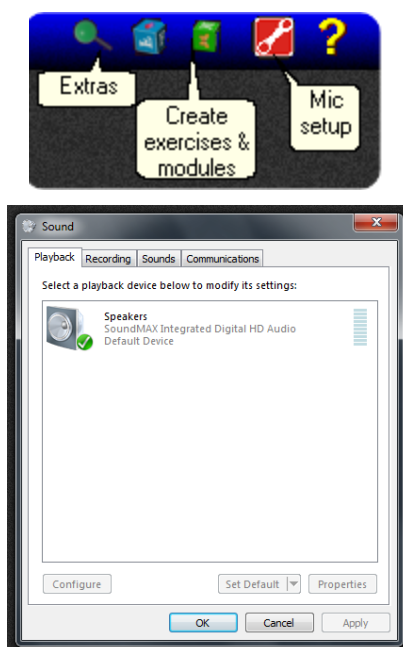 ?
Extras
Create
exercises &
modules
Mic
setup
Sound
Playback Recording Sounds Communications
Select a playback device below to modify its settings:
Speakers
SoundMAX Integrated Digital HD Audio
Default Device
Configure Set Default Properties
OK Cancel Apply